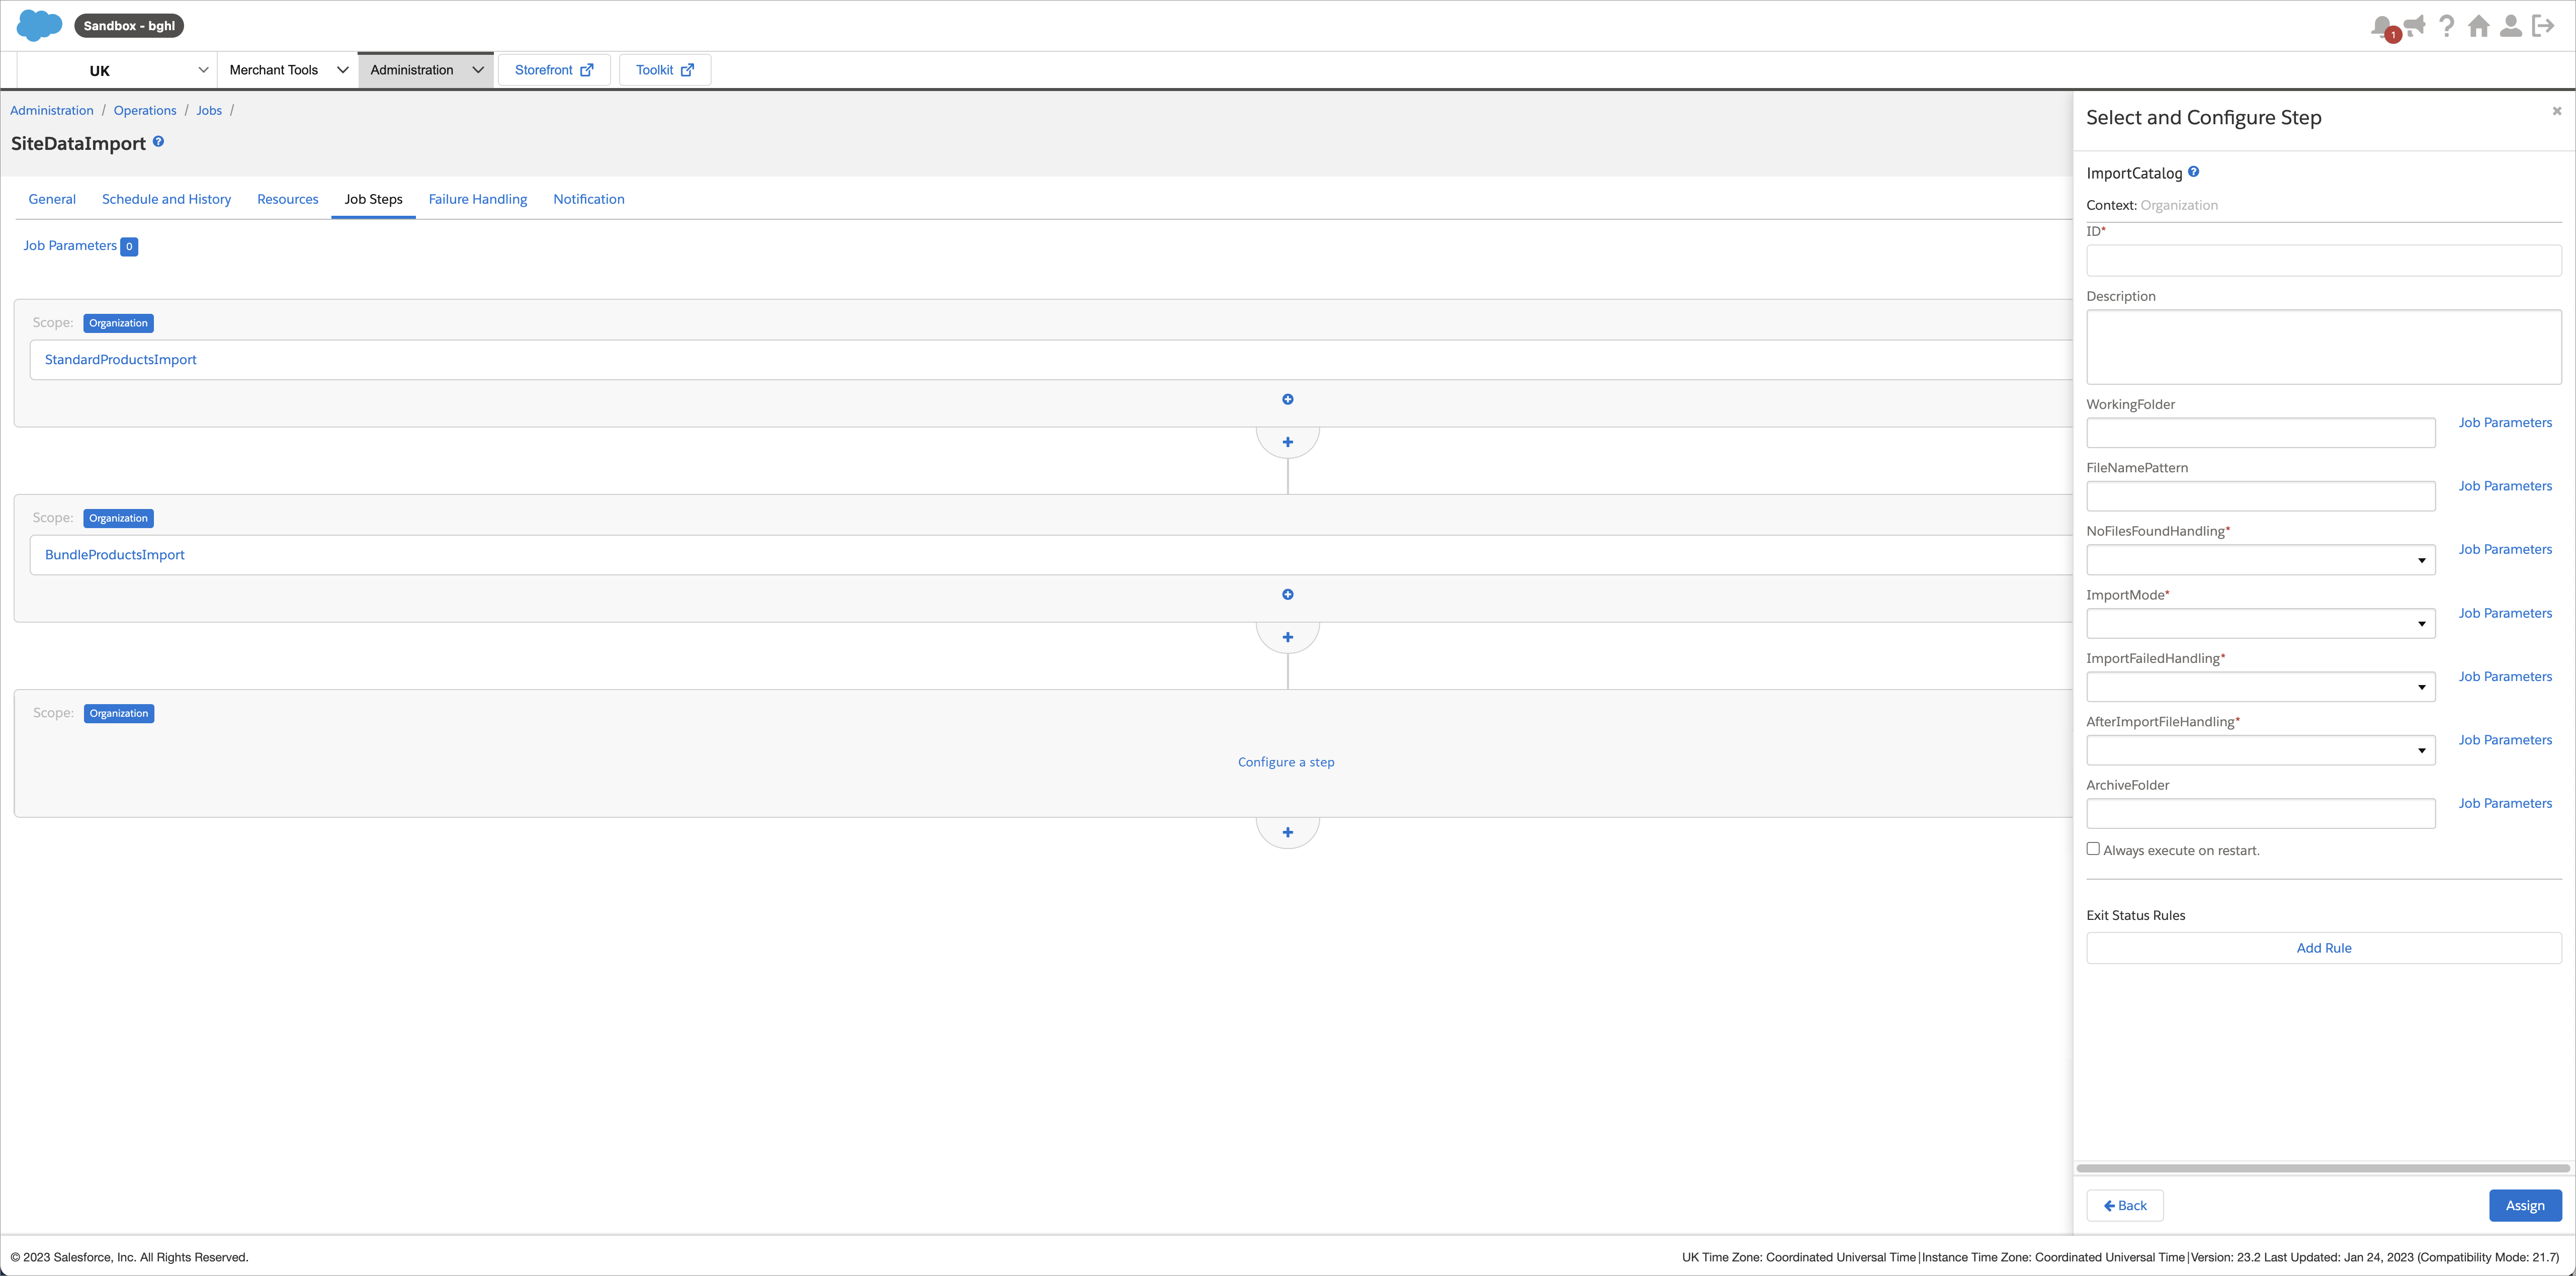 Sandbox - bghl
1
UK
Merchant Tools
Administration
Storefront
Toolkit
Administration / Operations / Jobs /
SiteDataImport
General
Schedule and History
Resources
Job Steps
Failure Handling
Notification
Job Parameters 0
Scope: Organization
StandardProductsImport
Scope: Organization
BundleProductsImport
Scope: Organization
Configure a step
Select and Configure Step
ImportCatalog
Context: Organization
ID*
Description
WorkingFolder
Job Parameters
FileNamePattern
Job Parameters
NoFilesFoundHandling*
Job Parameters
ImportMode*
Job Parameters
ImportFailedHandling*
Job Parameters
AfterImportFileHandling*
Job Parameters
ArchiveFolder
Job Parameters
Always execute on restart.
Exit Status Rules
Add Rule
Back
Assign
© 2023 Salesforce, Inc. All Rights Reserved.
UK Time Zone: Coordinated Universal Time | Instance Time Zone: Coordinated Universal Time | Version: 23.2 Last Updated: Jan 24, 2023 (Compatibility Mode: 21.7)